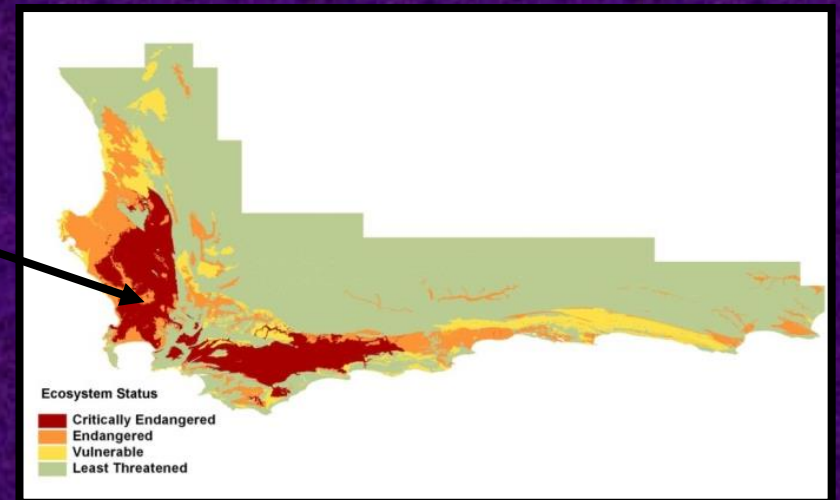 Ecosystem Status
Critically Endangered
Endangered
Vulnerable
Least Threatened